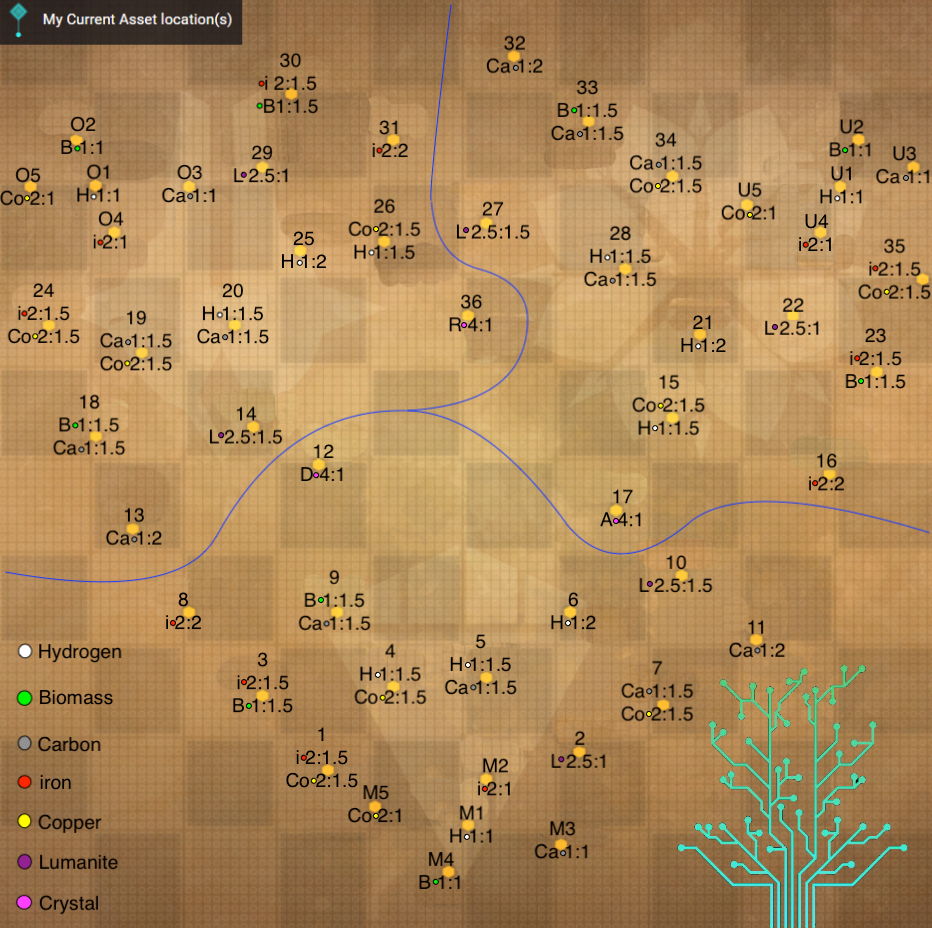 My Current Asset location(s)
32
Ca 1:2
30
i 2:1.5
B1:1.5
33
B 1:1.5
Ca 1:1.5
O2
B 1:1
31
i 2:2
U2
B 1:1
34
Ca 1:1.5
Co 2:1.5
29
L 2.5:1
U3
Ca 1:1
O5
Co 2:1
O1
H 1:1
O3
Ca 1:1
U1
H 1:1
U5
Co 2:1
O4
i 2:1
26
Co 2:1.5
H 1:1.5
27
L 2.5:1.5
U4
i 2:1
25
H 1:2
28
H 1:1.5
Ca 1:1.5
35
i 2:1.5
Co 2:1.5
24
i 2:1.5
Co 2:1.5
20
H 1:1.5
Ca 1:1.5
36
R 4:1
22
L 2.5:1
19
Ca 1:1.5
Co 2:1.5
21
H 1:2
23
i 2:1.5
B 1:1.5
15
Co 2:1.5
H 1:1.5
18
B 1:1.5
Ca 1:1.5
14
L 2.5:1.5
12
D 4:1
16
i 2:2
17
A 4:1
13
Ca 1:2
10
L 2.5:1.5
9
B 1:1.5
Ca 1:1.5
8
i 2:2
6
H 1:2
11
Ca 1:2
Hydrogen
5
H 1:1.5
Ca 1:1.5
4
H 1:1.5
Co 2:1.5
3
i 2:1.5
B 1:1.5
7
Ca 1:1.5
Co 2:1.5
Biomass
Carbon
1
i 2:1.5
Co 2:1.5
2
L 2.5:1
iron
M2
i 2:1
M5
Co 2:1
Copper
M1
H 1:1
M3
Ca 1:1
Lumanite
M4
B 1:1
Crystal